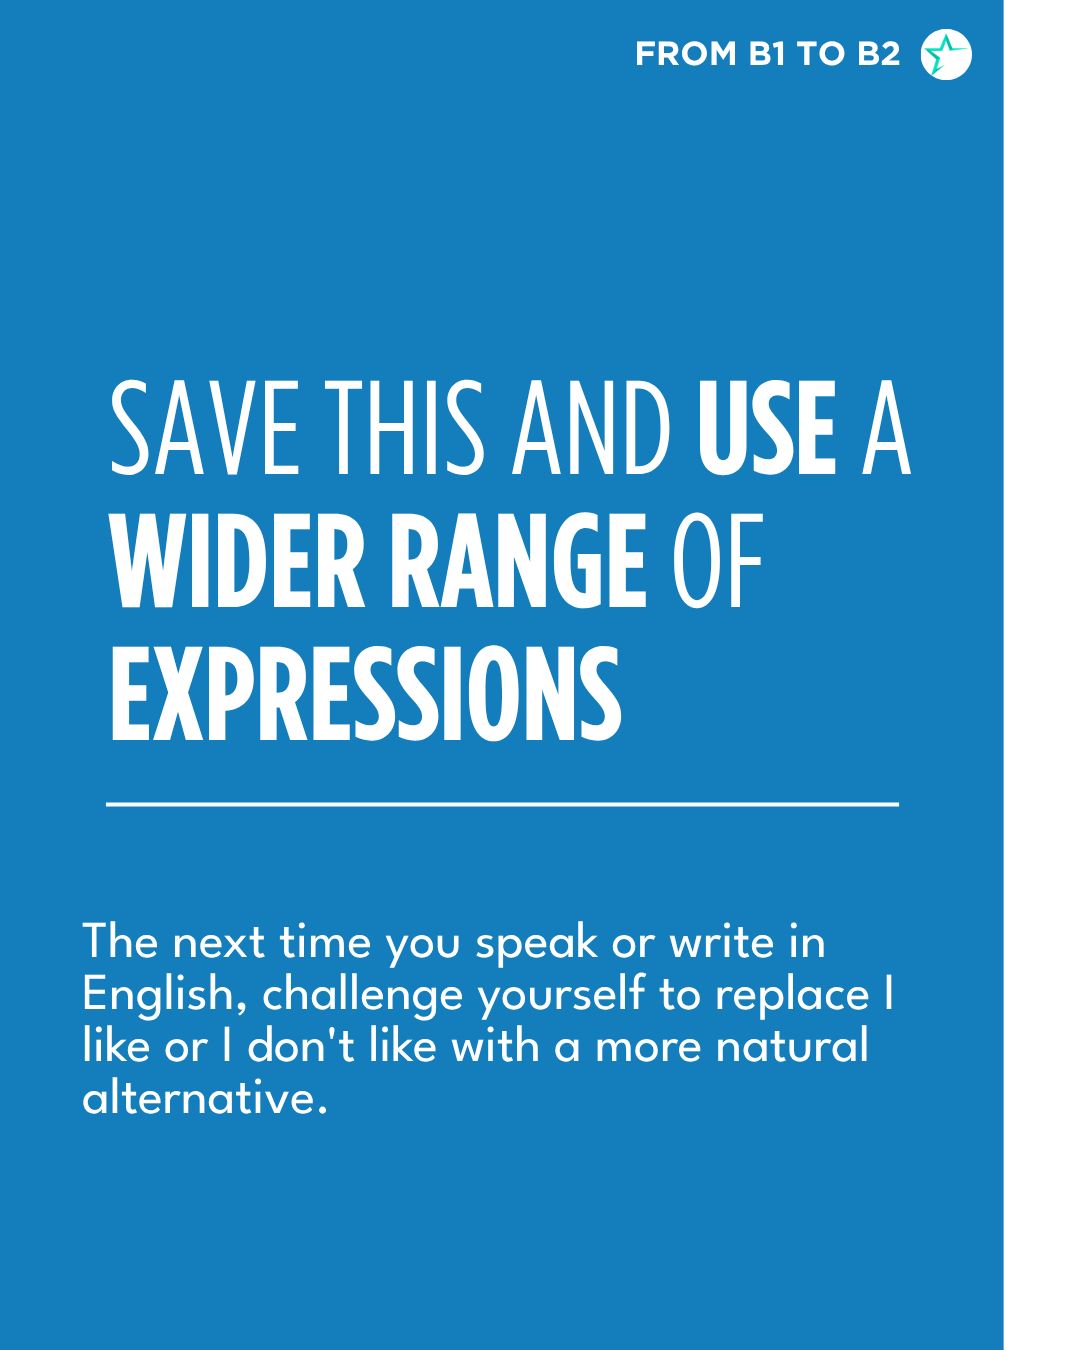 FROM B1 TO B2
SAVE THIS AND USE A
WIDER RANGE OF
EXPRESSIONS
The next time you speak or write in
English, challenge yourself to replace I
like or I don't like with a more natural
alternative.